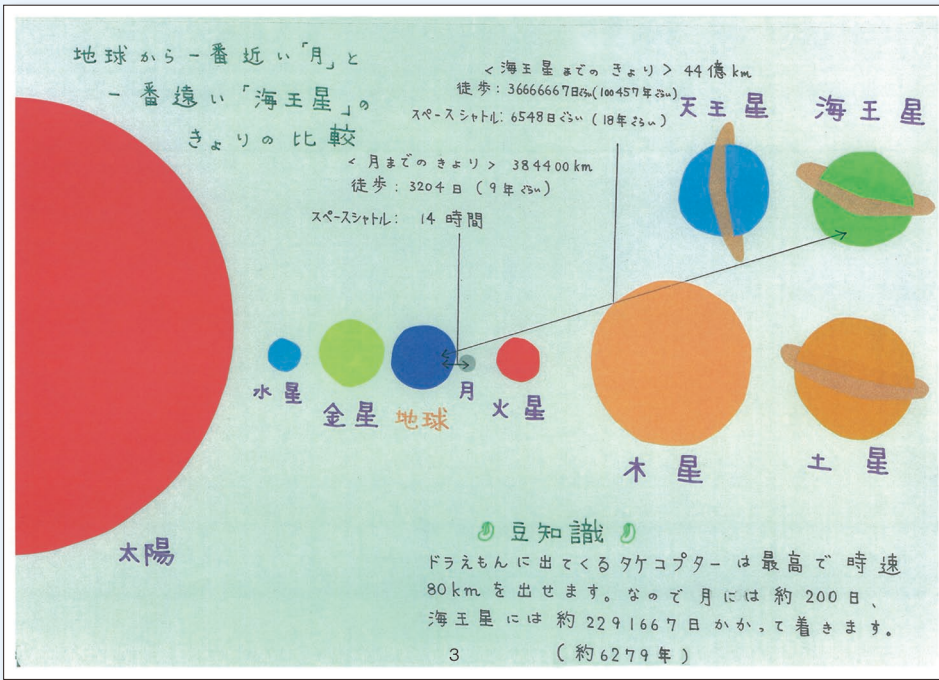 地球から一番近い「月」と
一番遠い「海王星」の
きょりの比較
<海王星までのきょり> 44億km
徒歩:3666667日ぐらい(100457年ぐらい)
スペースシャトル:6548日ぐらい(18年ぐらい)
<月までのきょり> 384400km
徒歩:3204日(9年ぐらい)
スペースシャトル: 14時間
天王星
海王星
水星
金星
地球
月
火星
木星
土星
太陽
豆知識
ドラえもんに出てくるタケコプターは最高で時速
80kmを出せます。なので月には約200日、
海王星には約2291667日かかって着きます。
(約6279年)
3